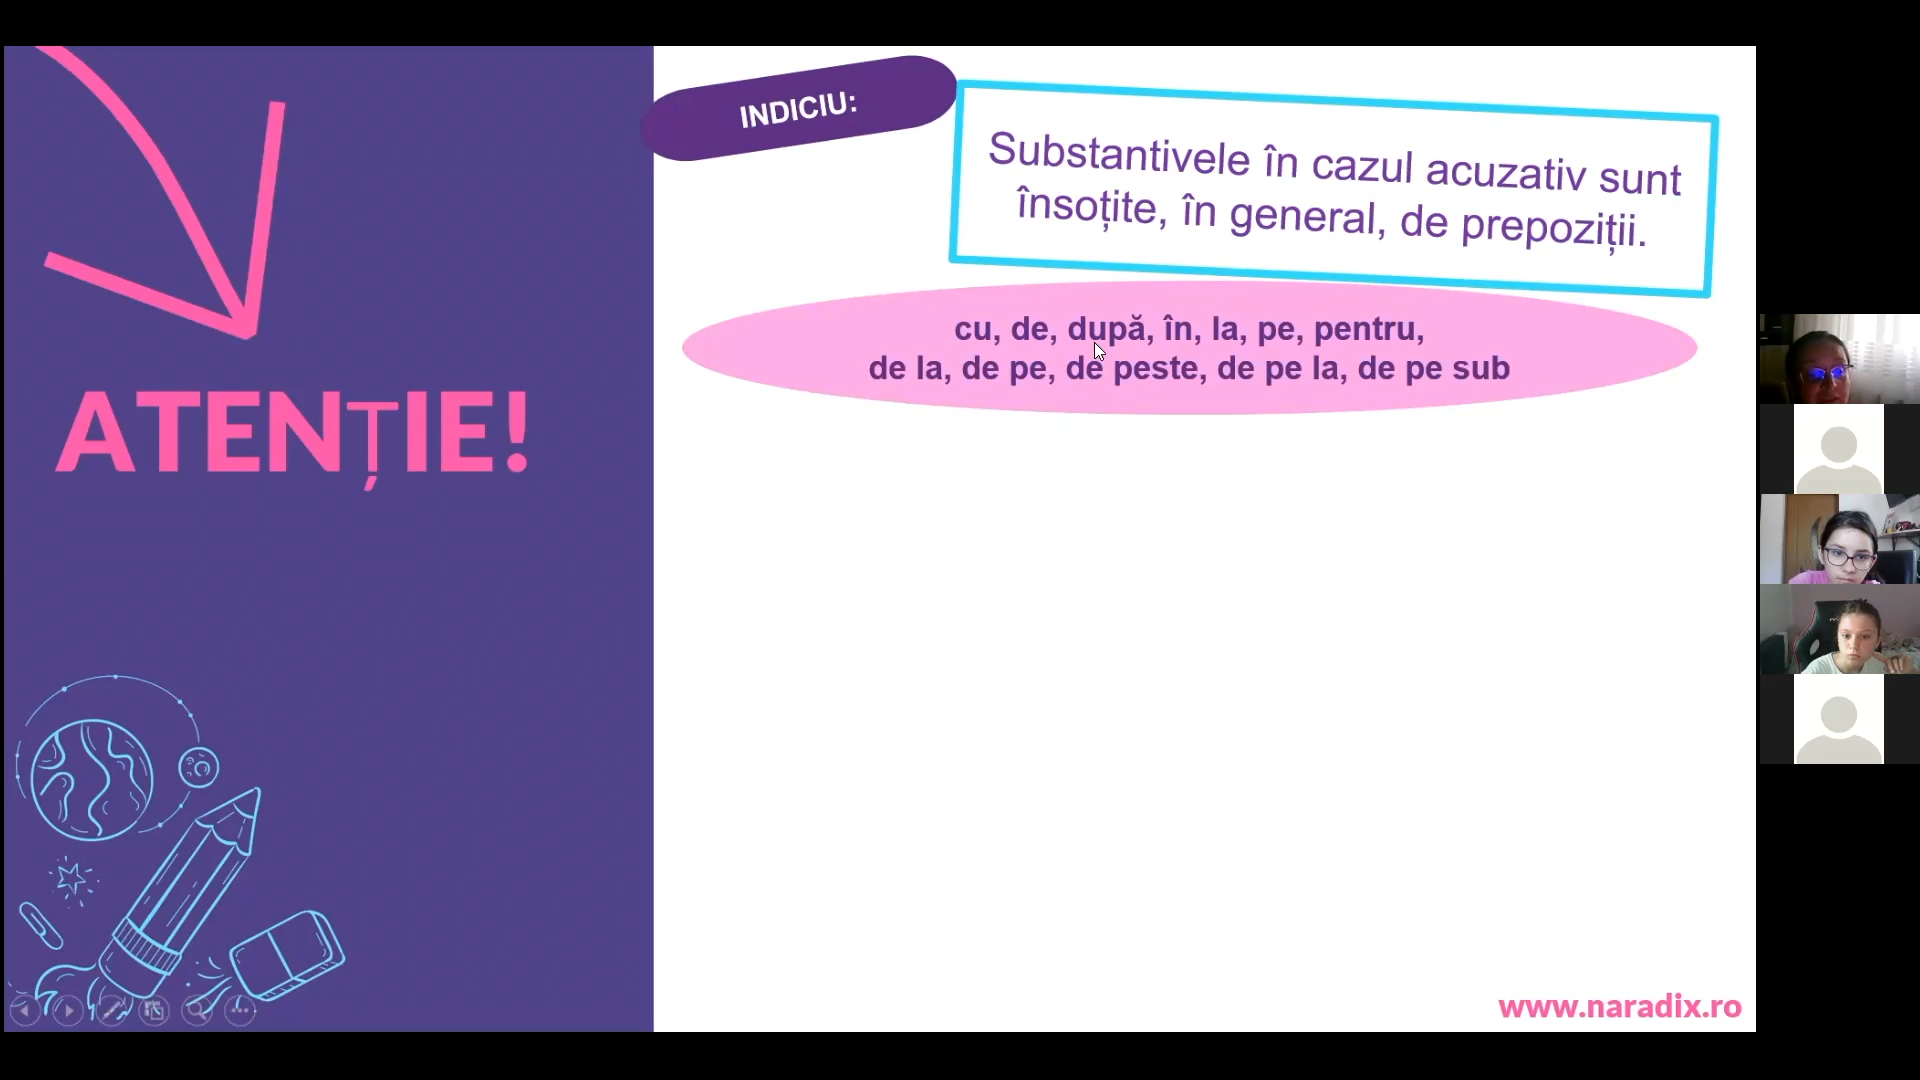 INDICIU:
Substantivele în cazul acuzativ sunt
însoțite, în general, de prepoziții.
cu, de, după, în, la, pe, pentru,
de la, de pe, de peste, de pe la, de pe sub
ATENȚIE!
www.naradix.ro